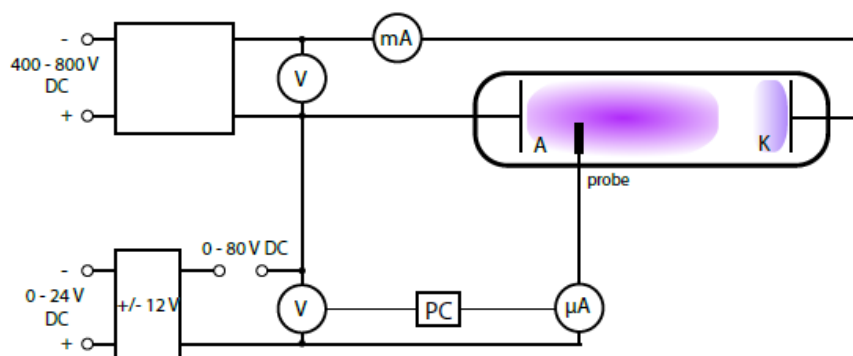 -
mA
400 - 800 V
DC
V
+
A
K
probe
0 - 80 V DC
-
0 - 24 V
DC
+/- 12 V
V
PC
µA
+